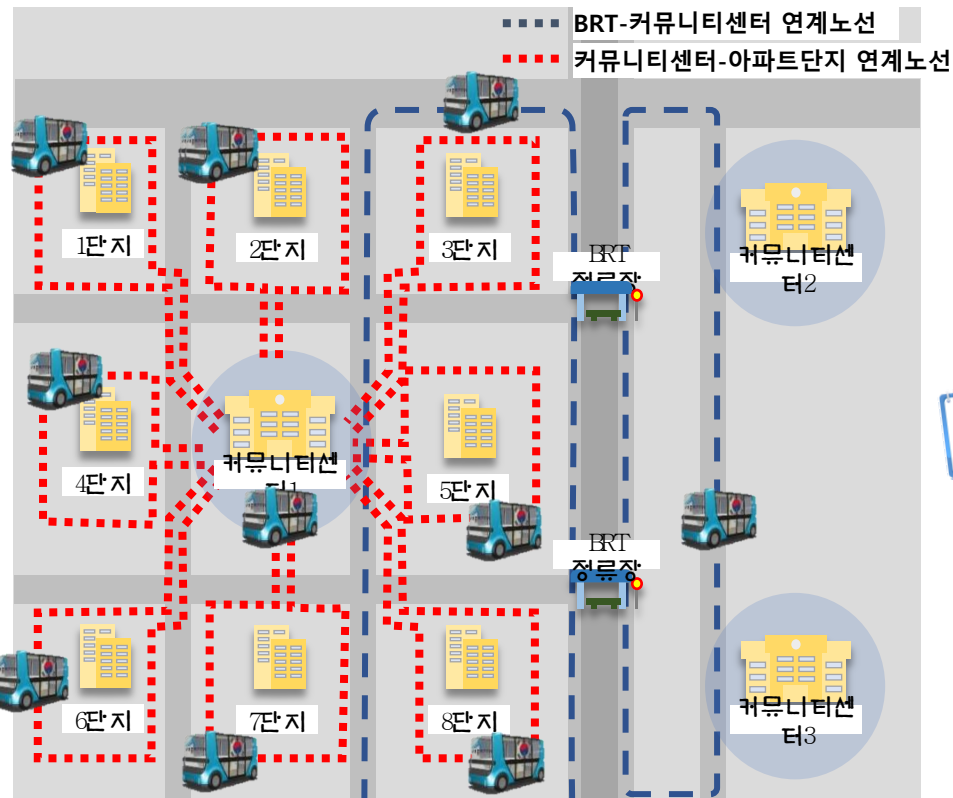 BRT-커뮤니티센터 연계노선
커뮤니티센터-아파트단지 연계노선
1단지
2단지
3단지
BRT
정류장
커뮤니티센
터2
4단지
커뮤니티센
터1
5단지
BRT
정류장
6단지
7단지
8단지
커뮤니티센
터3